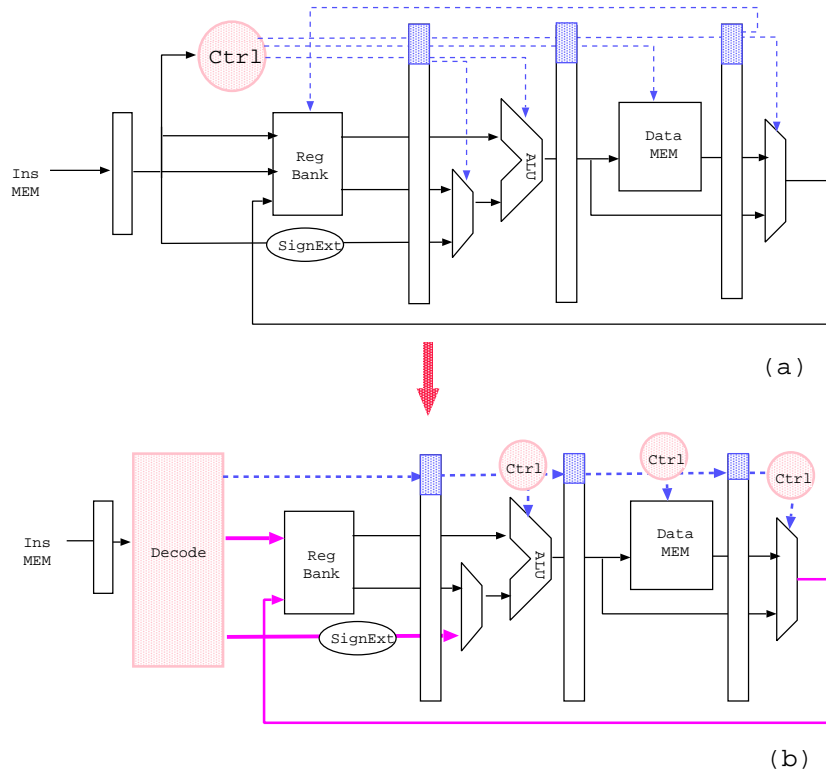 Ctrl
Ins
MEM
Reg
Bank
SignExt
ALU
Data
MEM
(a)
Ins
MEM
Decode
Reg
Bank
SignExt
Ctrl
ALU
Ctrl
Data
MEM
Ctrl
(b)